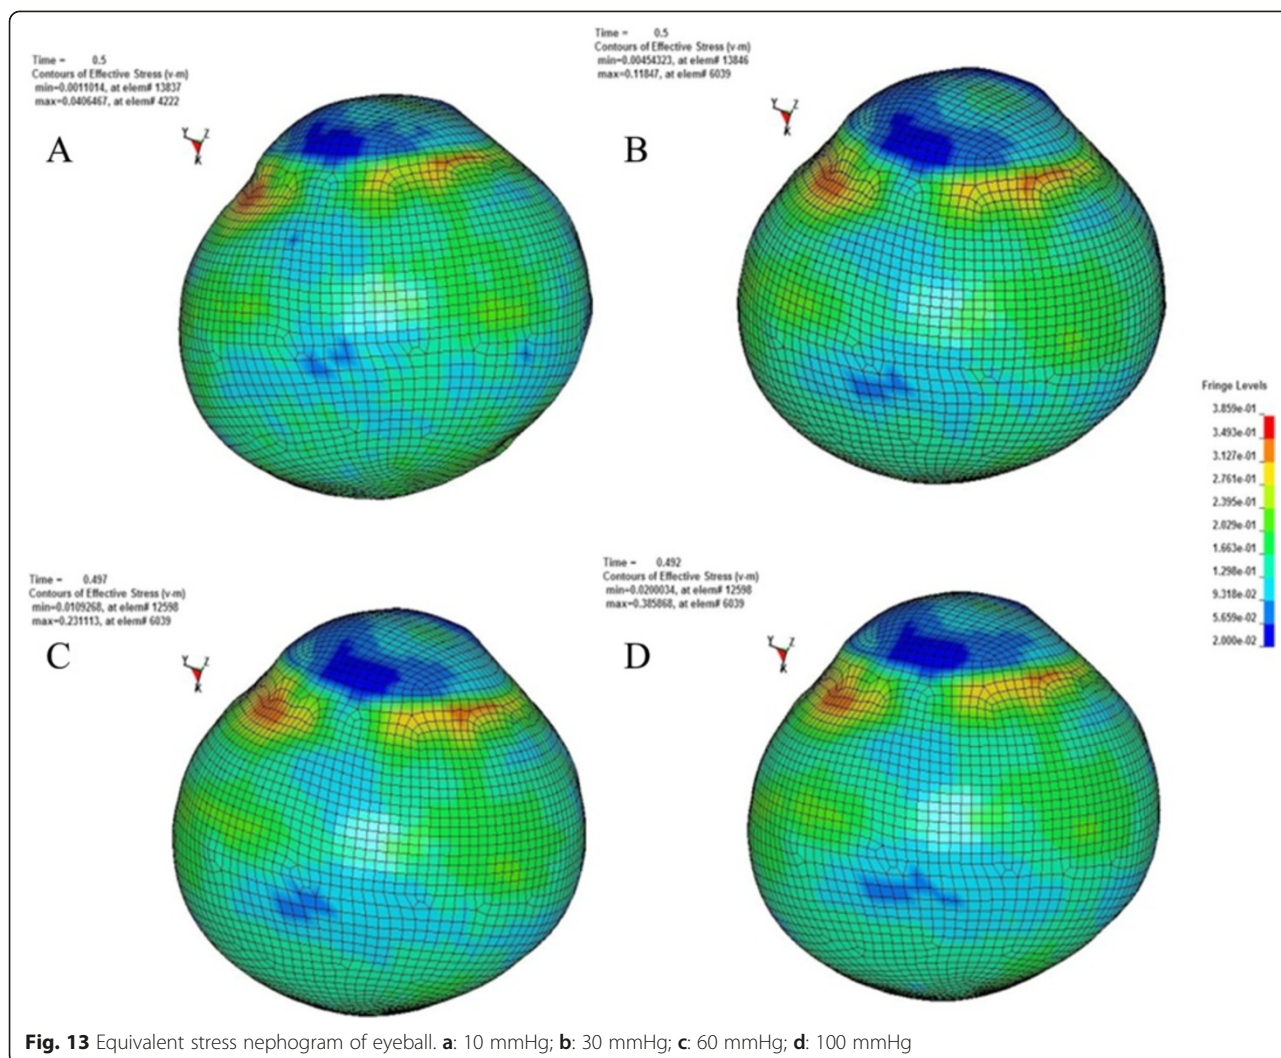 Time = 0.5
Contours of Effective Stress (v-m)
min=0.0011014, at elem# 13837
max=0.0406467, at elem# 4222
Y Z
X
A
Time = 0.5
Contours of Effective Stress (v-m)
min=0.00454323, at elem# 13846
max=0.11847, at elem# 6039
Y Z
X
B
Time = 0.497
Contours of Effective Stress (v-m)
min=0.0109268, at elem# 12598
max=0.231113, at elem# 6039
Y Z
X
C
Time = 0.492
Contours of Effective Stress (v-m)
min=0.0200034, at elem# 12598
max=0.385868, at elem# 6039
Y Z
X
D
Fringe Levels
3.859e-01
3.493e-01
3.127e-01
2.761e-01
2.395e-01
2.029e-01
1.663e-01
1.298e-01
9.318e-02
5.659e-02
2.000e-02
Fig. 13 Equivalent stress nephogram of eyeball. a: 10 mmHg; b: 30 mmHg; c: 60 mmHg; d: 100 mmHg